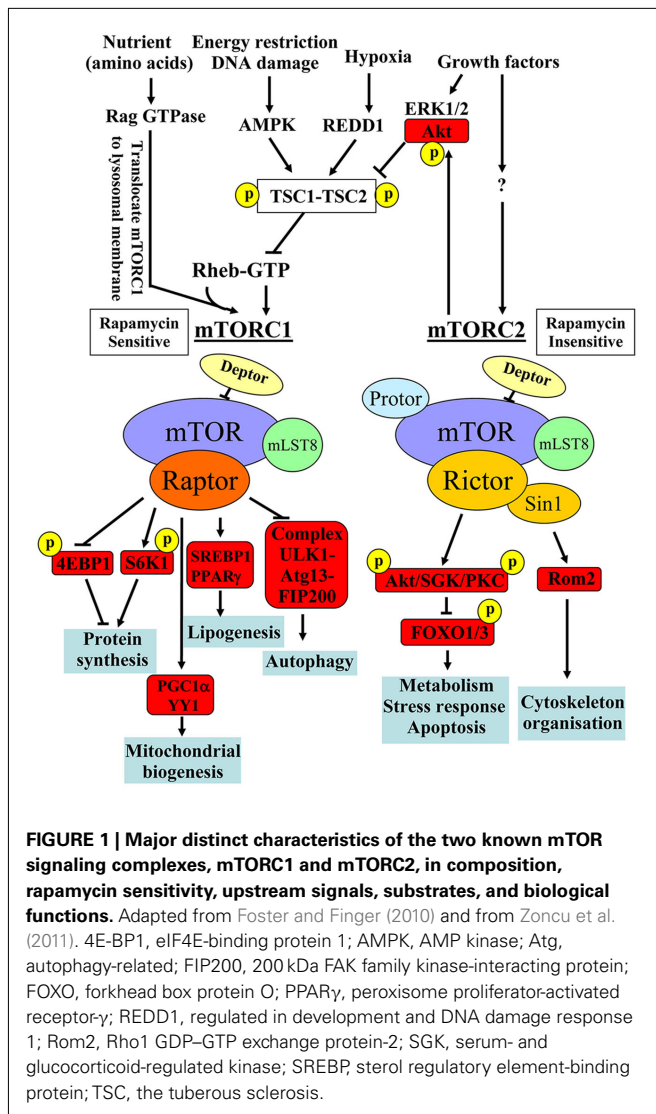 Nutrient
(amino acids)
Energy restriction
DNA damage
Hypoxia
Growth factors
Rag GTPase
AMPK
REDD1
ERK1/2
Akt
p
Translocate mTORC1
to lysosomal membrane
p
TSC1-TSC2
p
?
Rheb-GTP
Rapamycin
Sensitive
mTORC1
mTORC2
Rapamycin
Insensitive
Deptor
mTOR
mLST8
Raptor
Deptor
Protor
mTOR
mLST8
Rictor
Sin1
p
4EBP1
S6K1
p
SREBP1
PPARγ
Complex
ULK1-
Atg13-
FIP200
Protein
synthesis
Lipogenesis
Autophagy
PGC1α
YY1
Mitochondrial
biogenesis
p
Akt/SGK/PKC
p
Rom2
FOXO1/3
p
Metabolism
Stress response
Apoptosis
Cytoskeleton
organisation
FIGURE 1 | Major distinct characteristics of the two known mTOR
signaling complexes, mTORC1 and mTORC2, in composition,
rapamycin sensitivity, upstream signals, substrates, and biological
functions. Adapted from Foster and Finger (2010) and from Zoncu et al.
(2011). 4E-BP1, eIF4E-binding protein 1; AMPK, AMP kinase; Atg,
autophagy-related; FIP200, 200 kDa FAK family kinase-interacting protein;
FOXO, forkhead box protein O; PPARγ, peroxisome proliferator-activated
receptor-γ; REDD1, regulated in development and DNA damage response
1; Rom2, Rho1 GDP–GTP exchange protein-2; SGK, serum- and
glucocorticoid-regulated kinase; SREBP, sterol regulatory element-binding
protein; TSC, the tuberous sclerosis.